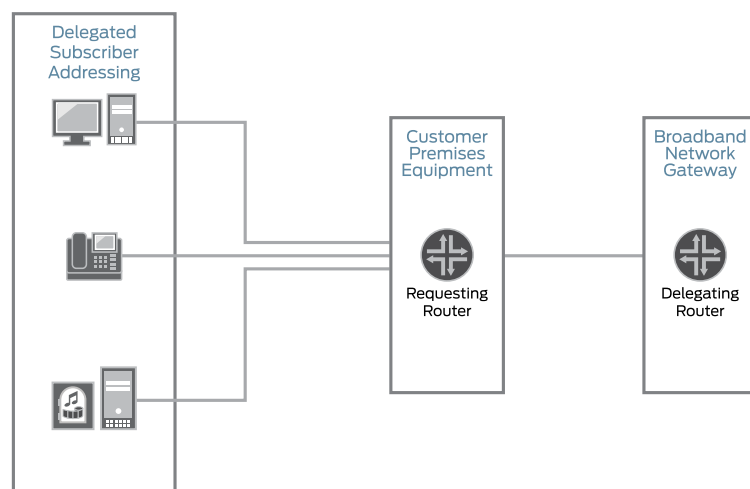 Delegated
Subscriber
Addressing
Customer
Premises
Equipment
Requesting
Router
Broadband
Network
Gateway
Delegating
Router